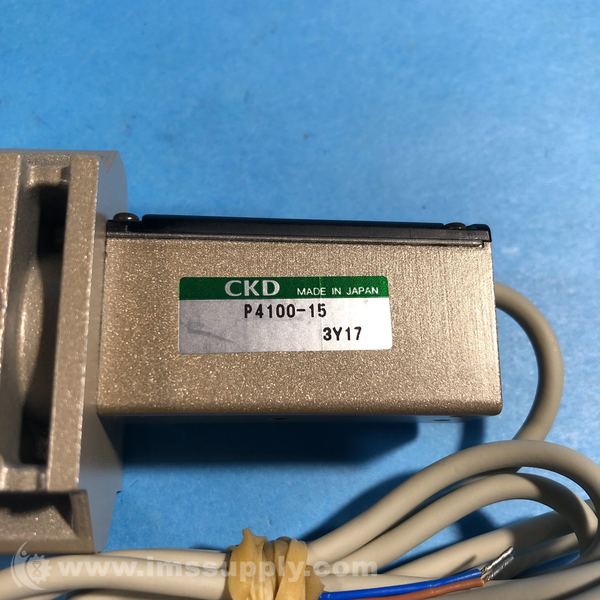 CKD MADE IN JAPAN
P4100-15
3Y17
www.imssupply.com